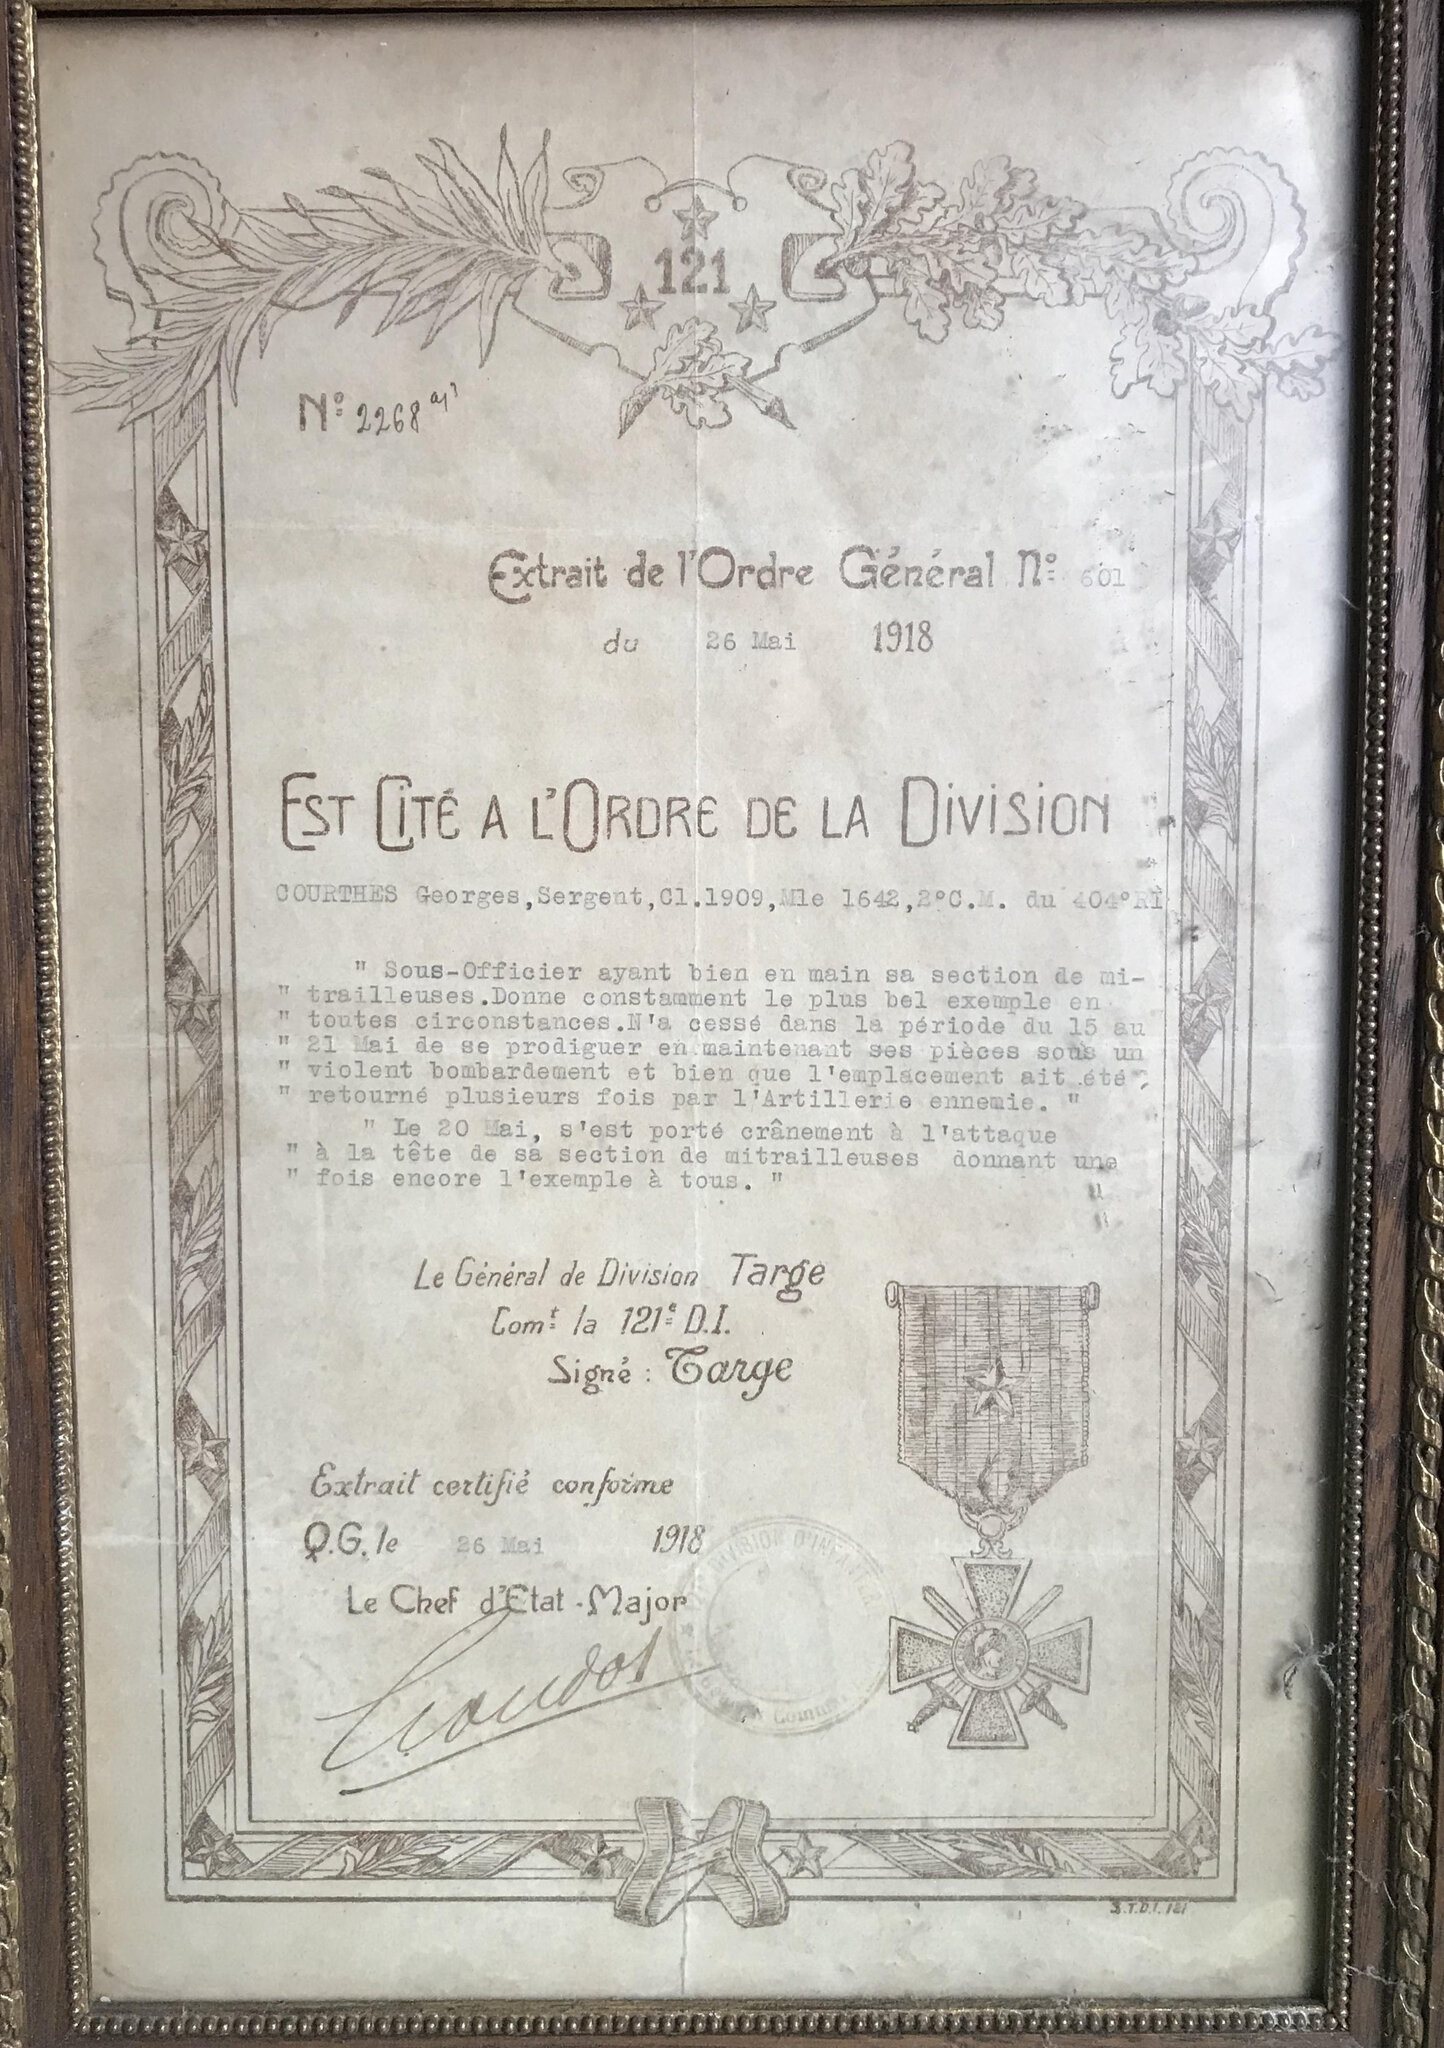 121
Nº 2268
Extrait de l'Ordre Général Nº 601
du 26 Mai 1918
EST CITÉ A L'ORDRE DE LA DIVISION
COURTHES Georges,Sergent,Cl.1909,Mle 1642,2°C.M. du 404°RI
" Sous-Officier ayant bien en main sa section de mi-
" trailleuses.Donne constamment le plus bel exemple en
" toutes circonstances.N'a cessé dans la période du 15 au
" 21 Mai de se prodiguer en maintenant ses pièces sous un
" violent bombardement et bien que l'emplacement ait été
" retourné plusieurs fois par l'Artillerie ennemie. "
" Le 20 Mai, s'est porté crânement à l'attaque
" à la tête de sa section de mitrailleuses donnant une
" fois encore l'exemple à tous. "
Le Général de Division Targe
Comt la 121e D.I.
Signé : Targe
Extrait certifié conforme
Q.G. le 26 Mai 1918
Le Chef d'Etat-Major
DIVISION D'INFANTERIE
S.T.D.I. 121